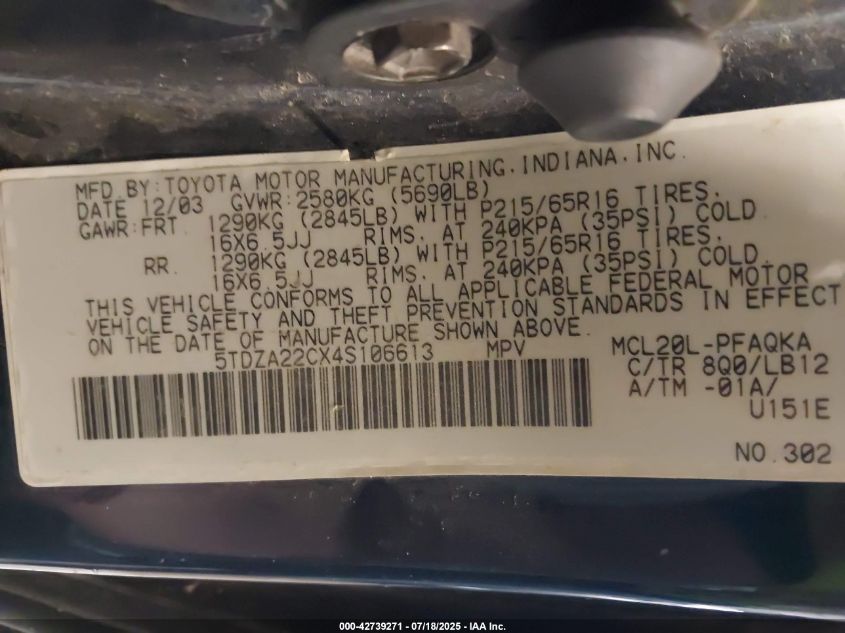 MFD.BY:TOYOTA MOTOR MANUFACTURING.INDIANA.INC.
DATE 12/03 GVWR:2580KG (5690LB)
GAWR:FRT. 1290KG (2845LB) WITH P215/65R16 TIRES.
16X6.5JJ RIMS. AT 240KPA (35PSI) COLD.
RR. 1290KG (2845LB) WITH P215/65R16 TIRES.
16X6.5JJ RIMS. AT 240KPA (35PSI) COLD.
THIS VEHICLE CONFORMS TO ALL APPLICABLE FEDERAL MOTOR
VEHICLE SAFETY AND THEFT PREVENTION STANDARDS IN EFFECT
ON THE DATE OF MANUFACTURE SHOWN ABOVE.
5TDZA22CX4S106613 MPV MCL20L-PFAQKA
C/TR 8Q0/LB12
A/TM -01A/
U151E
NO.302
000-42739271 | 07/18/2025 - IAA Inc.